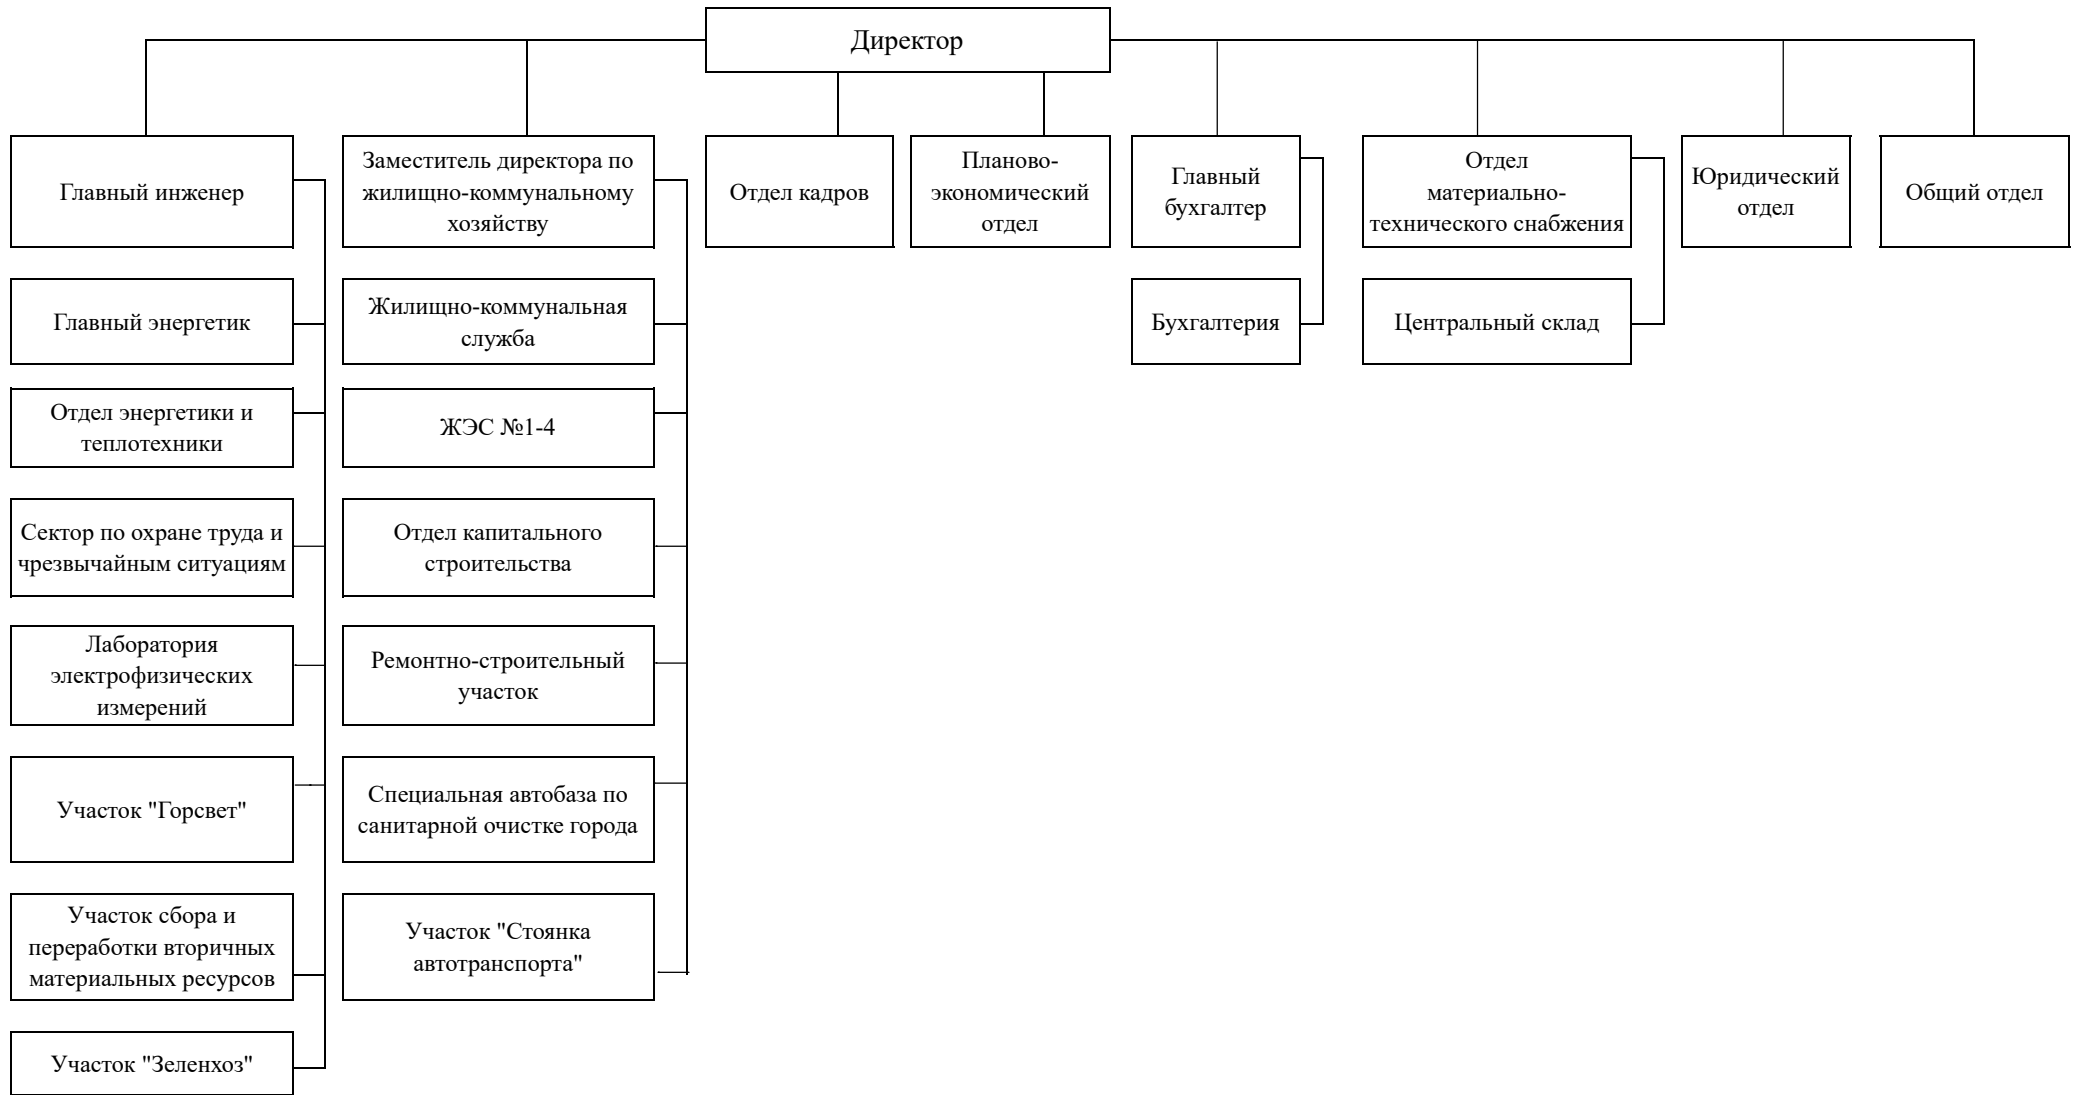 Директор
Главный инженер
Заместитель директора по
жилищно-коммунальному
хозяйству
Отдел кадров
Планово-
экономический
отдел
Главный
бухгалтер
Отдел
материально-
технического снабжения
Юридический
отдел
Общий отдел
Главный энергетик
Жилищно-коммунальная
служба
Бухгалтерия
Центральный склад
Отдел энергетики и
теплотехники
ЖЭС №1-4
Сектор по охране труда и
чрезвычайным ситуациям
Отдел капитального
строительства
Лаборатория
электрофизических
измерений
Ремонтно-строительный
участок
Участок "Горсвет"
Специальная автобаза по
санитарной очистке города
Участок сбора и
переработки вторичных
материальных ресурсов
Участок "Стоянка
автотранспорта"
Участок "Зеленхоз"